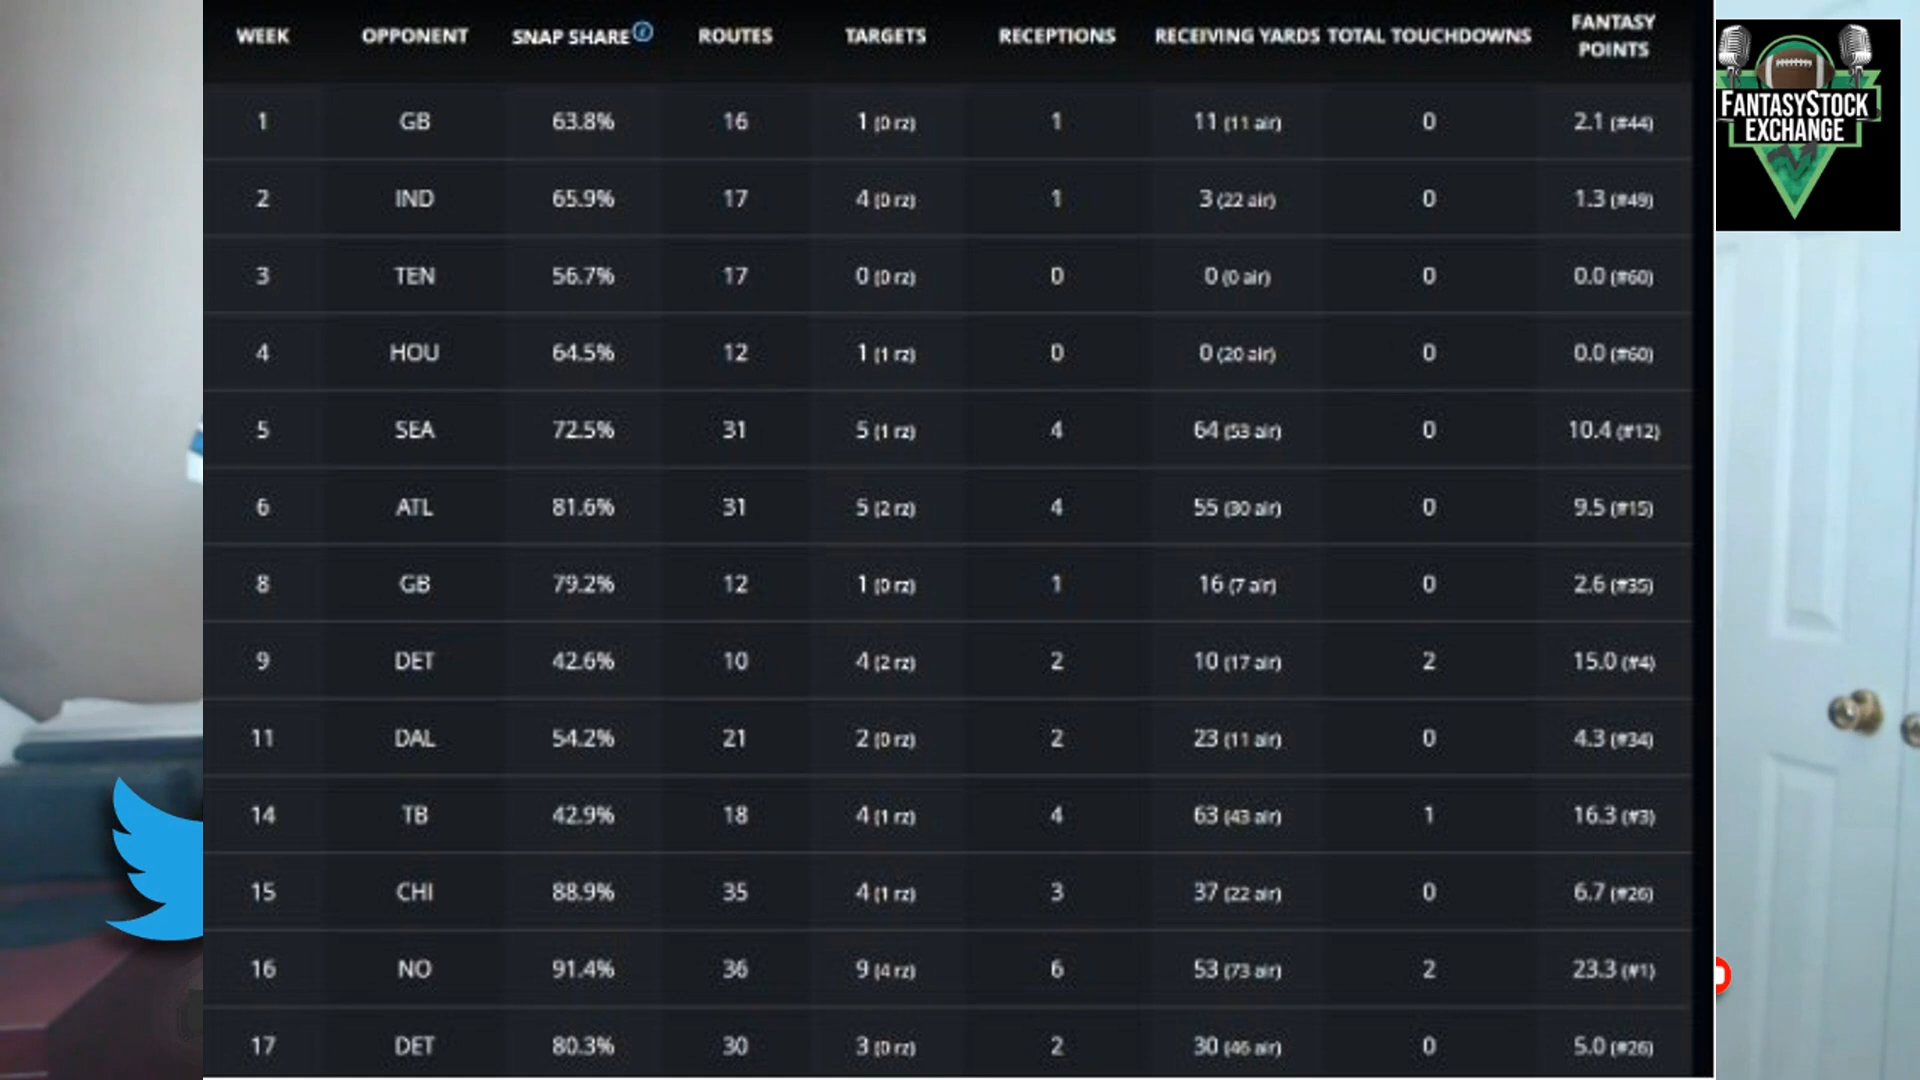 WEEK OPPONENT SNAP SHARE ROUTES TARGETS RECEPTIONS RECEIVING YARDS TOTAL TOUCHDOWNS FANTASY POINTS
1 GB 63.8% 16 1 (0 rz) 1 11 (11 air) 0 2.1 (#44)
2 IND 65.9% 17 4 (0 rz) 1 3 (22 air) 0 1.3 (#49)
3 TEN 56.7% 17 0 (0 rz) 0 0 (0 air) 0 0.0 (#60)
4 HOU 64.5% 12 1 (1 rz) 0 0 (20 air) 0 0.0 (#60)
5 SEA 72.5% 31 5 (1 rz) 4 64 (53 air) 0 10.4 (#12)
6 ATL 81.6% 31 5 (2 rz) 4 55 (30 air) 0 9.5 (#15)
8 GB 79.2% 12 1 (0 rz) 1 16 (7 air) 0 2.6 (#35)
9 DET 42.6% 10 4 (2 rz) 2 10 (17 air) 2 15.0 (#4)
11 DAL 54.2% 21 2 (0 rz) 2 23 (11 air) 0 4.3 (#34)
14 TB 42.9% 18 4 (1 rz) 4 63 (43 air) 1 16.3 (#3)
15 CHI 88.9% 35 4 (1 rz) 3 37 (22 air) 0 6.7 (#26)
16 NO 91.4% 36 9 (4 rz) 6 53 (73 air) 2 23.3 (#1)
17 DET 80.3% 30 3 (0 rz) 2 30 (46 air) 0 5.0 (#26)
FANTASYSTOCK
EXCHANGE